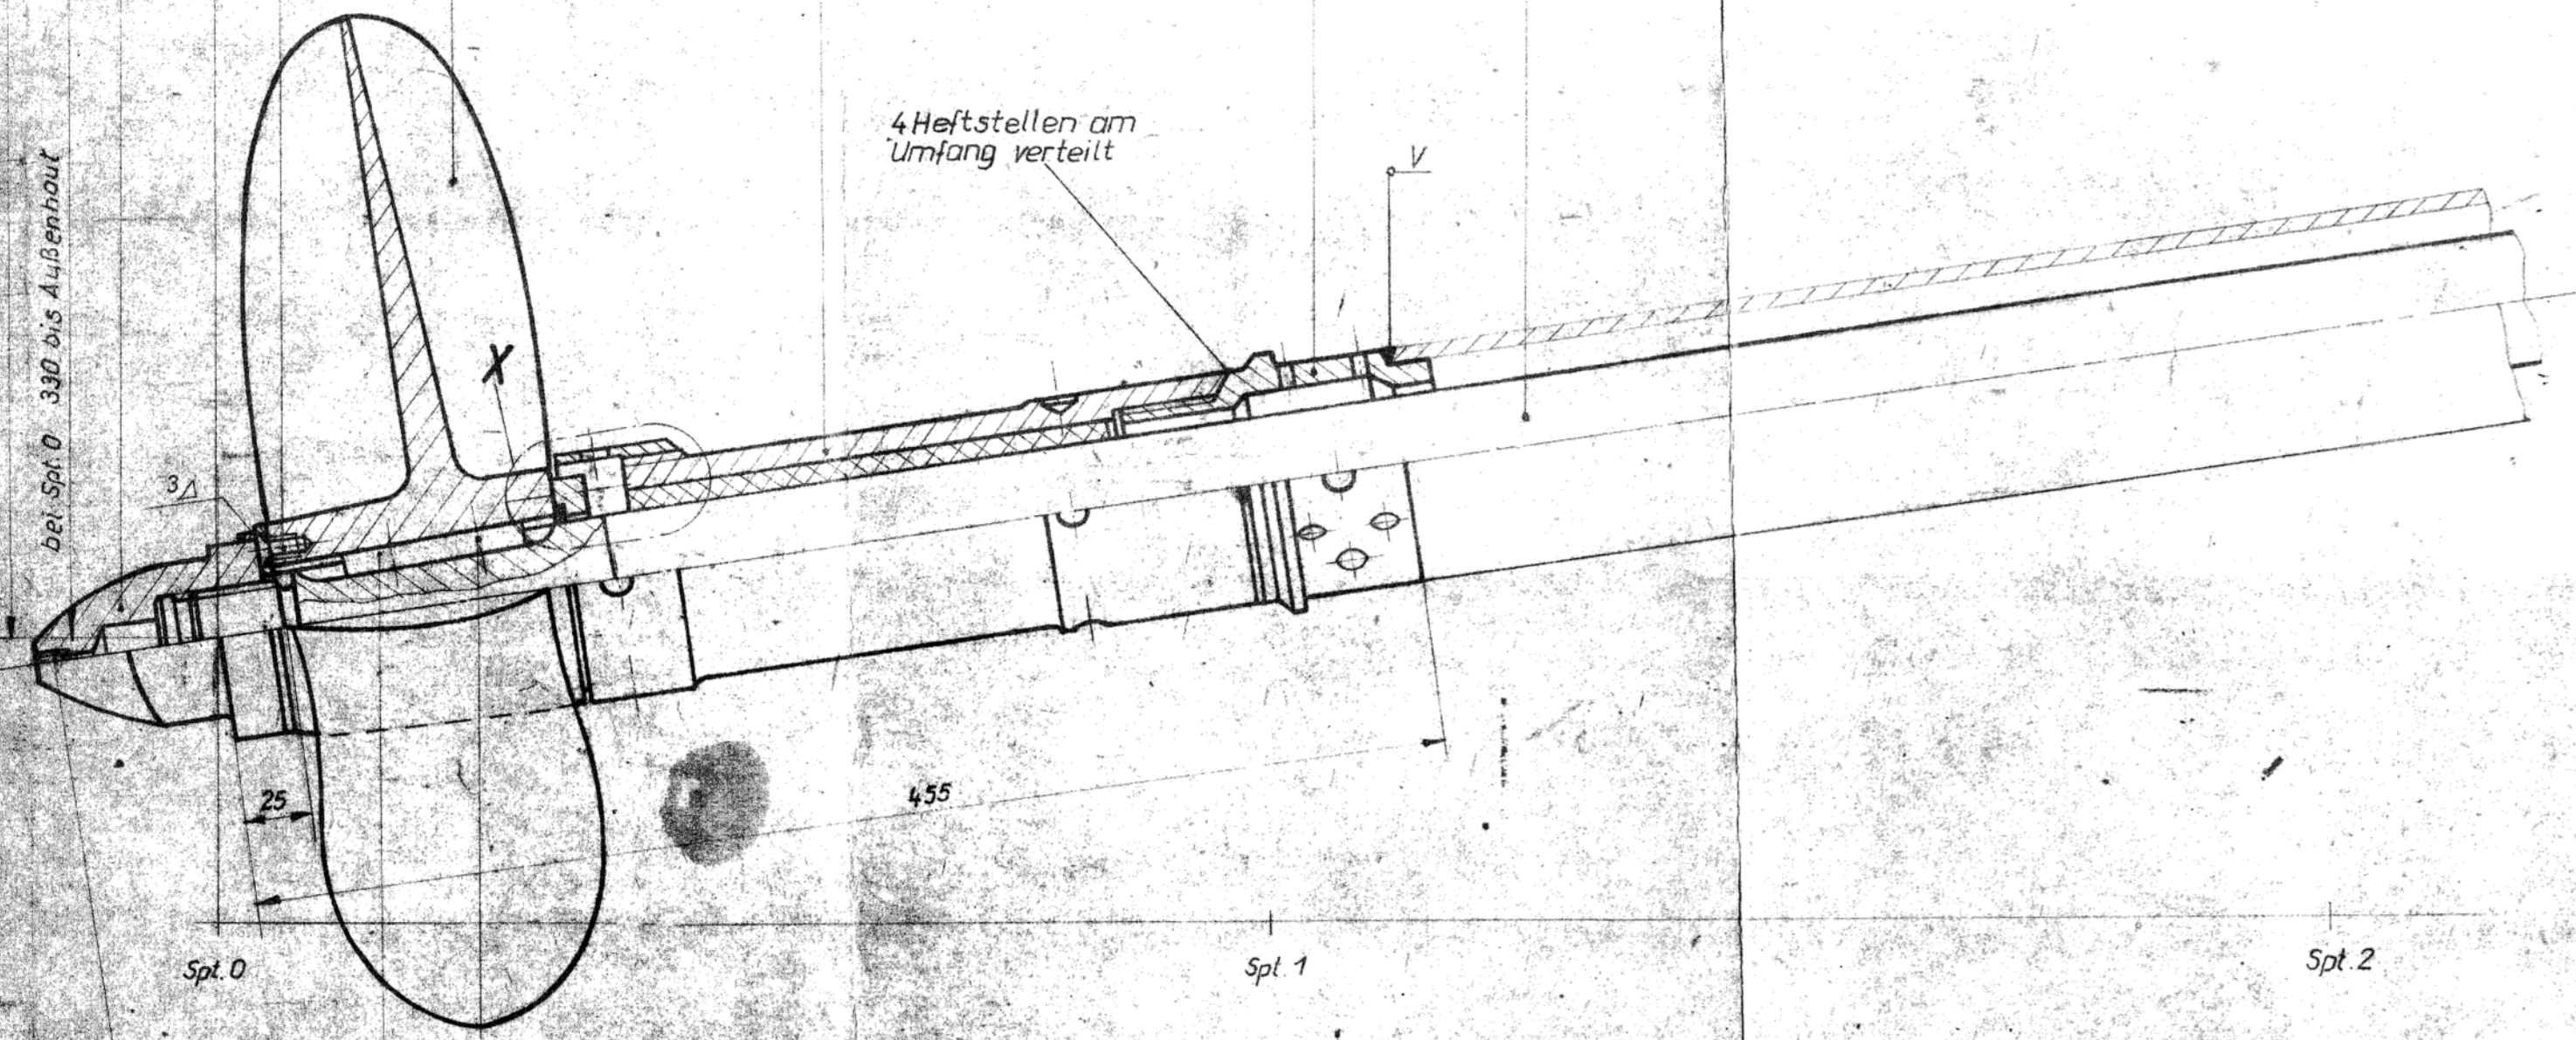 4 Heftstellen am
Umfang verteilt
V
bei Spt. 0 330 bis Außenhaut
X
3
25
455
Spt. 0
Spt. 1
Spt. 2